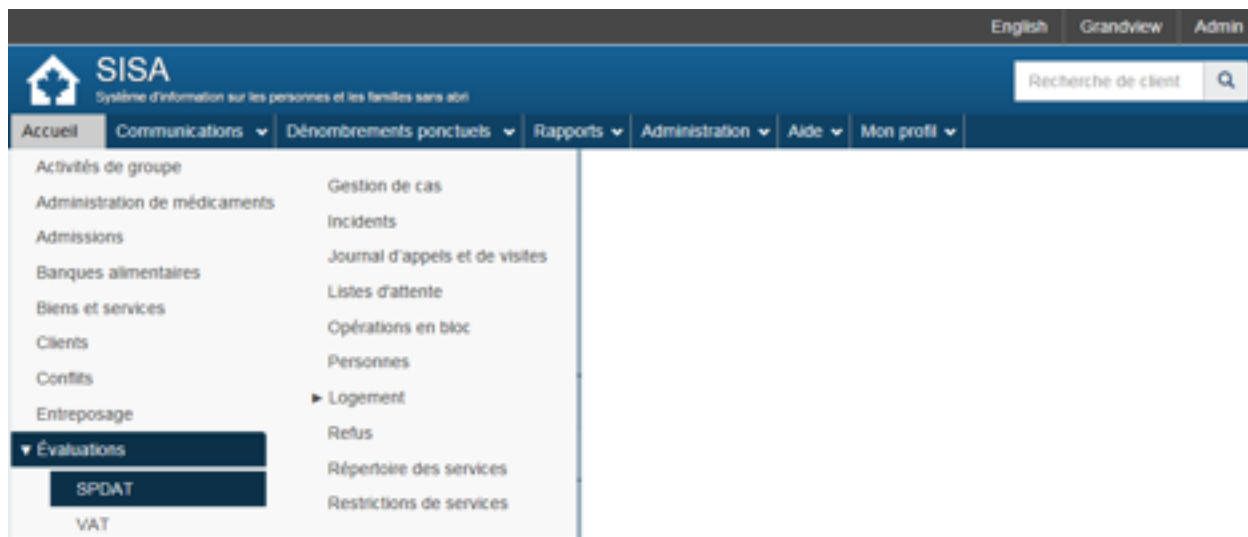 English Grandview Admin
SISA
Système d'information sur les personnes et les familles sans abri
Recherche de client
Accueil Communications Dénombrements ponctuels Rapports Administration Aide Mon profil
Activités de groupe
Administration de médicaments
Admissions
Banques alimentaires
Biens et services
Clients
Conflits
Entreposage
Évaluations
SPDAT
VAT
Gestion de cas
Incidents
Journal d'appels et de visites
Listes d'attente
Opérations en bloc
Personnes
Logement
Refus
Répertoire des services
Restrictions de services